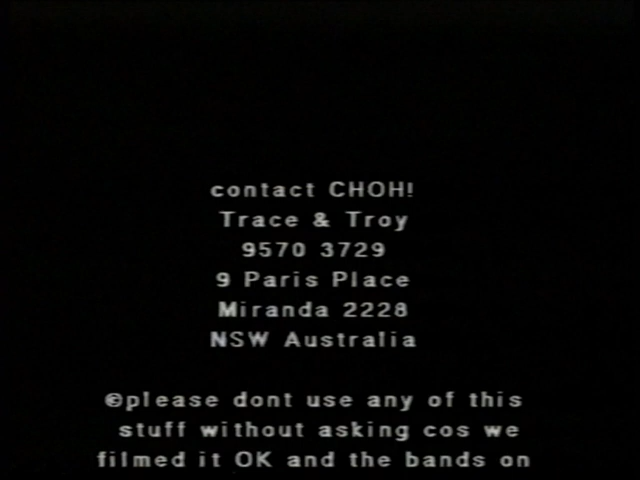 contact CHOH!
Trace & Troy
9570 3729
9 Paris Place
Miranda 2228
NSW Australia
©please dont use any of this
stuff without asking cos we
filmed it OK and the bands on